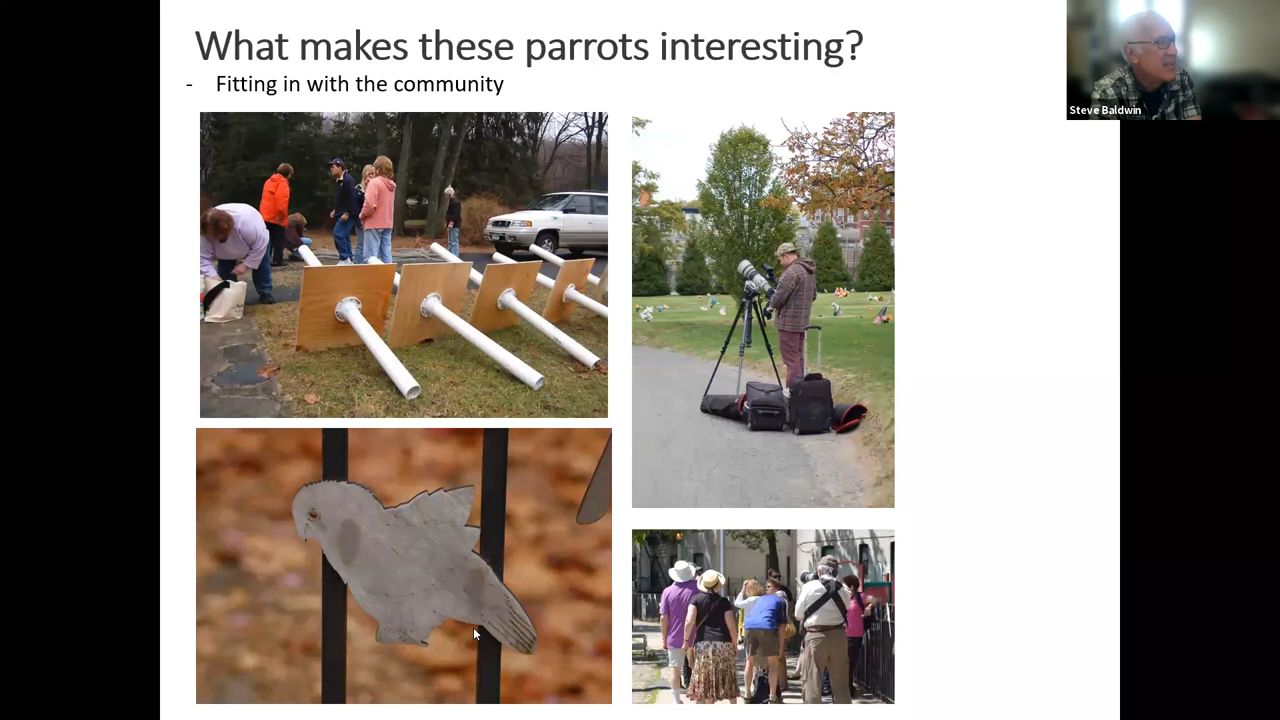 What makes these parrots interesting?
- Fitting in with the community
Steve Baldwin